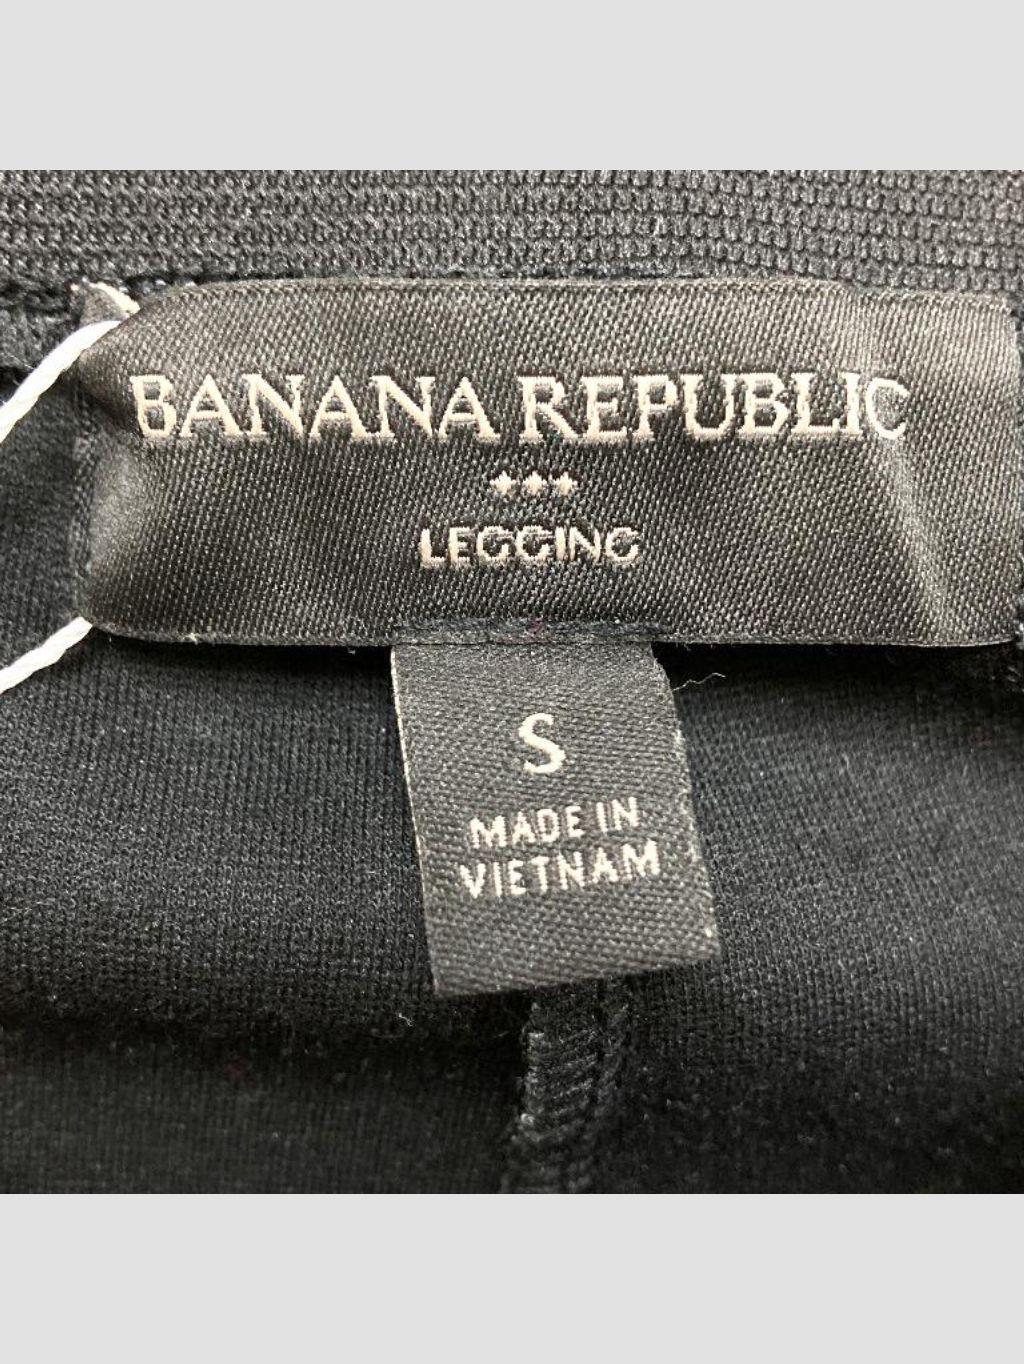 BANANA REPUBLIC
LEGGING
S
MADE IN
VIETNAM